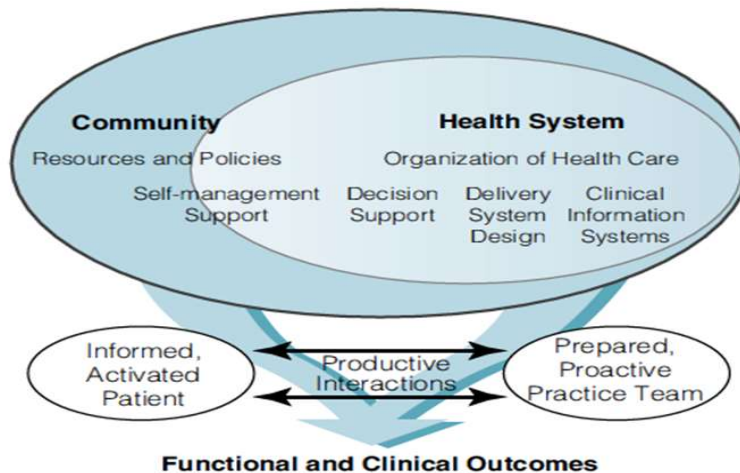 Community
Health System
Resources and Policies
Organization of Health Care
Self-management
Support
Decision
Support
Delivery
System
Design
Clinical
Information
Systems
Informed,
Activated
Patient
Productive
Interactions
Prepared,
Proactive
Practice Team
Functional and Clinical Outcomes